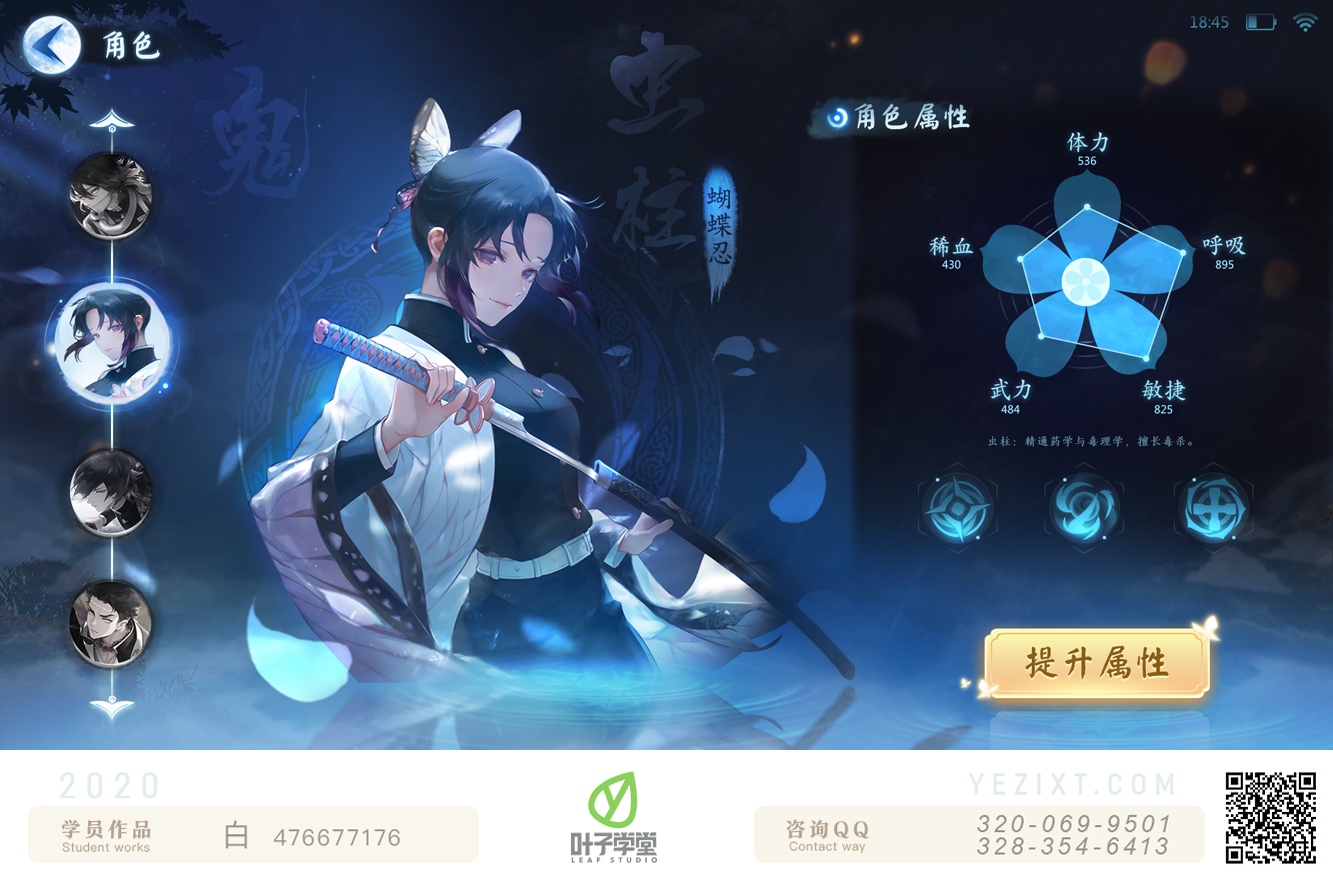 角色
18:45
鬼
虫柱
蝴蝶忍
角色属性
体力
536
稀血
430
呼吸
895
武力
484
敏捷
825
虫柱：精通药学与毒理学，擅长毒杀。
提升属性
2020
学员作品
Student works
白 476677176
叶子学堂
LEAF STUDIO
YEZIXT.COM
咨询QQ
Contact way
320-069-9501
328-354-6413